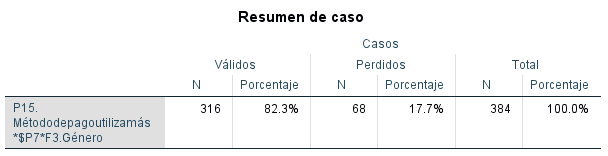 Resumen de caso
Casos
Válidos Perdidos Total
N Porcentaje N Porcentaje N Porcentaje
P15.
Métododepagoutilizamás
*$P7*F3.Género
316 82.3% 68 17.7% 384 100.0%